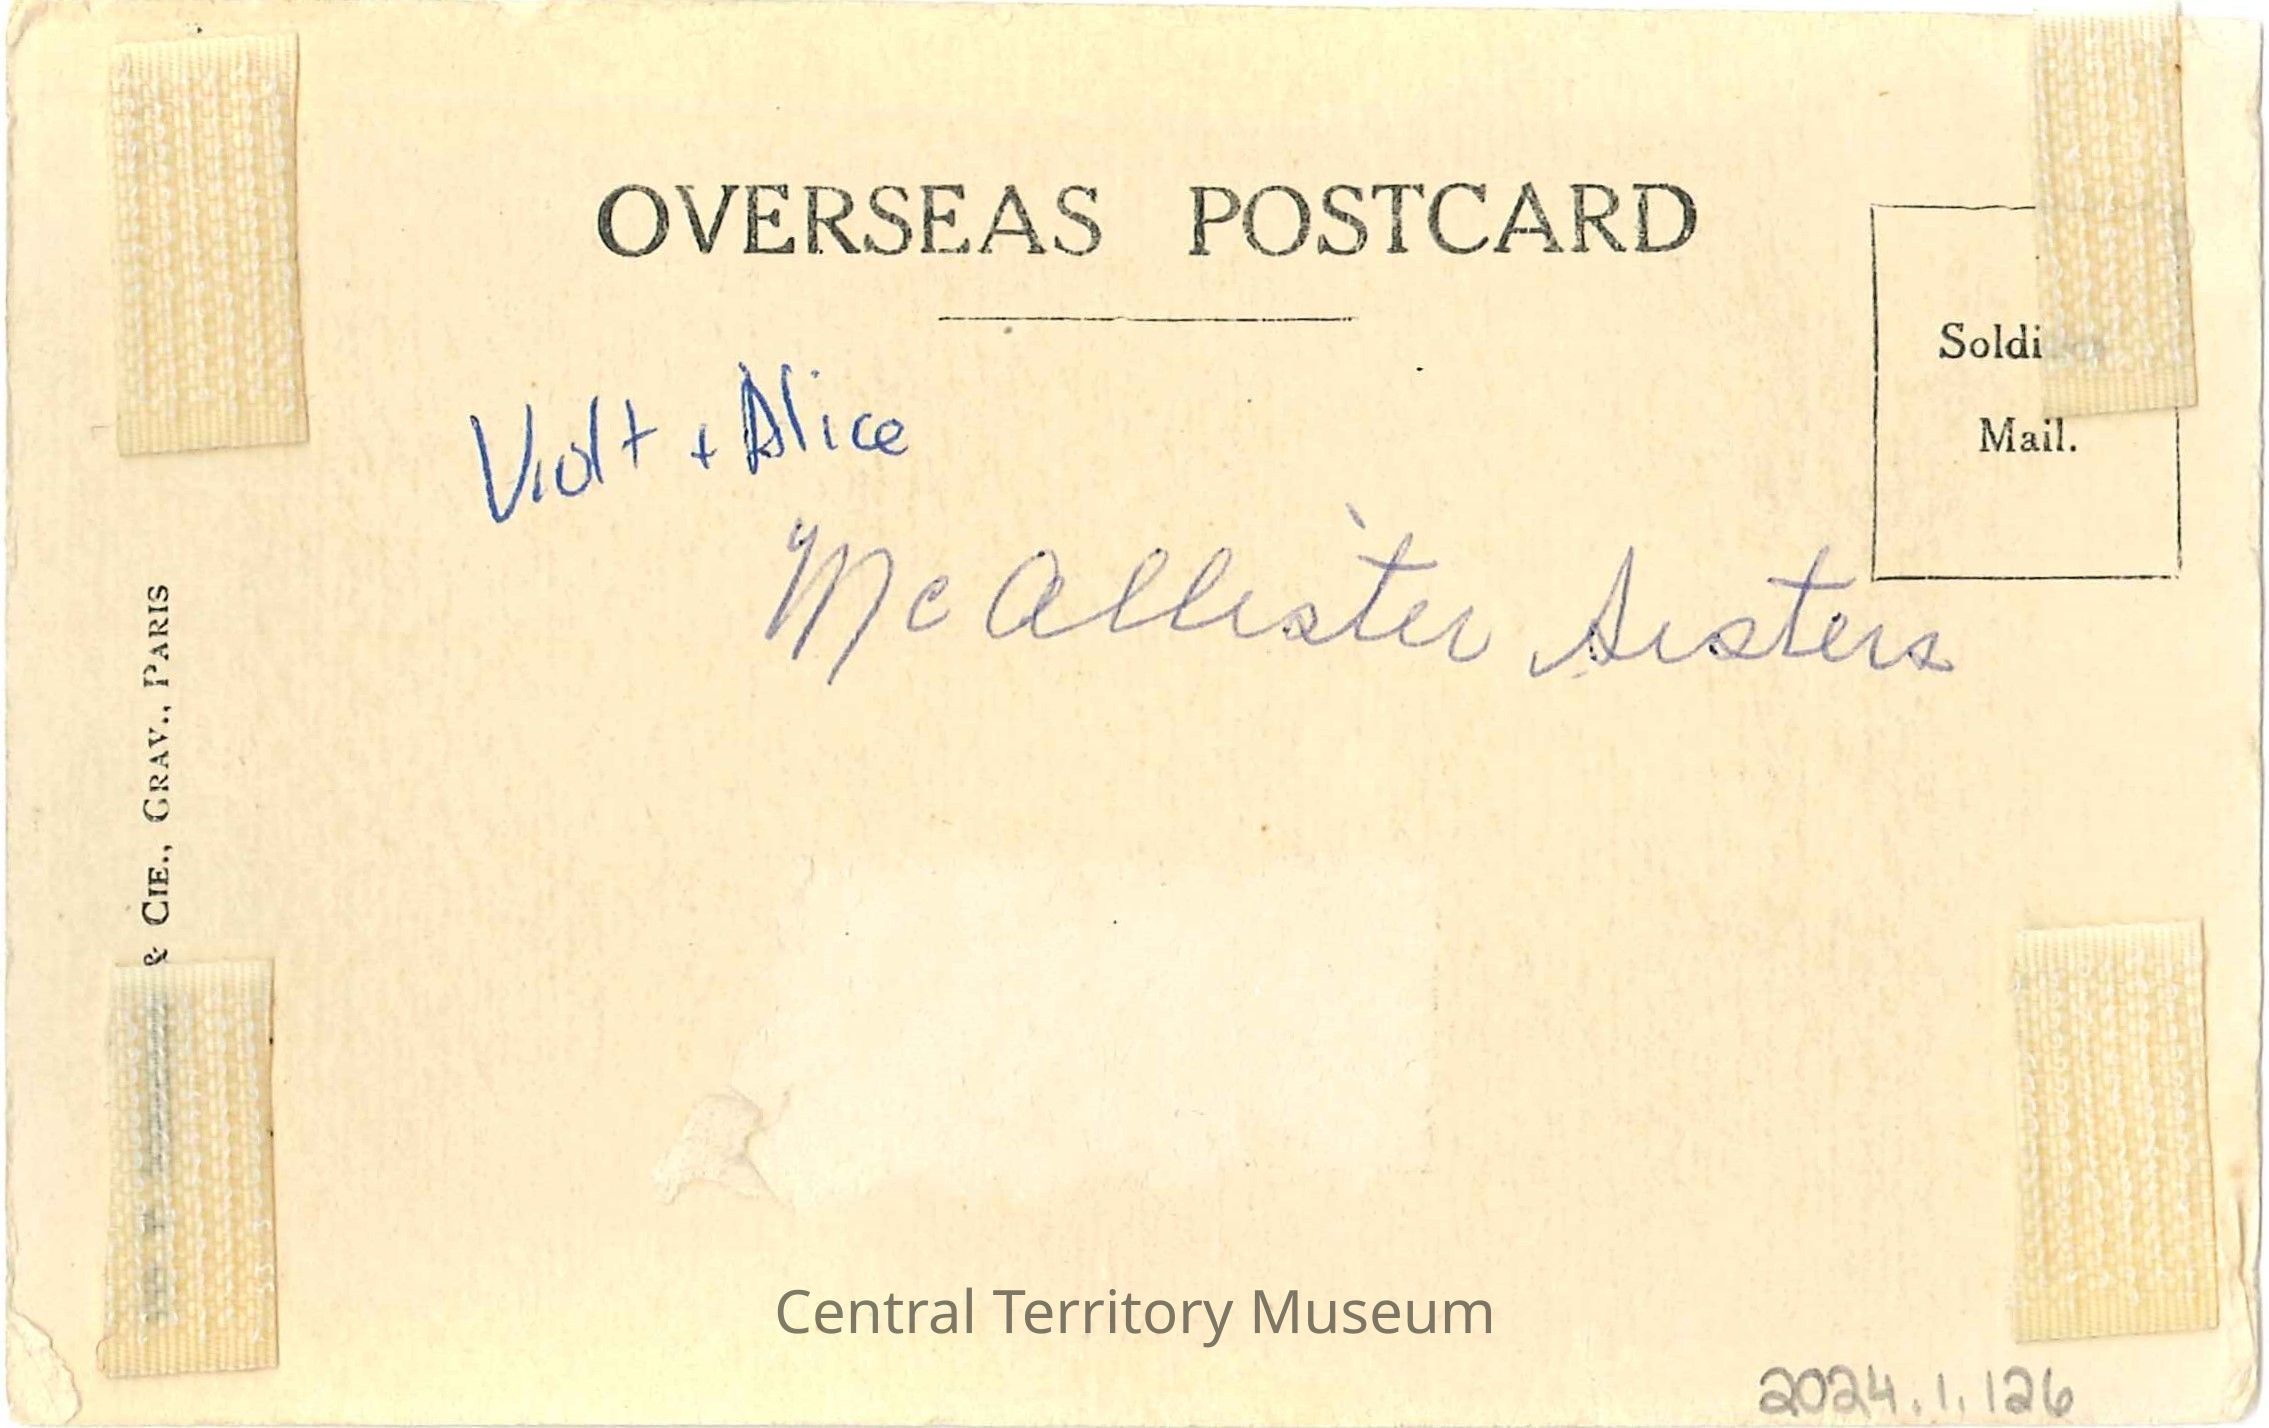 OVERSEAS POSTCARD
Soldi
Mail.
Violt + Alice
McAllister Sisters
& CIE., GRAV., PARIS
Central Territory Museum
2024.1.126